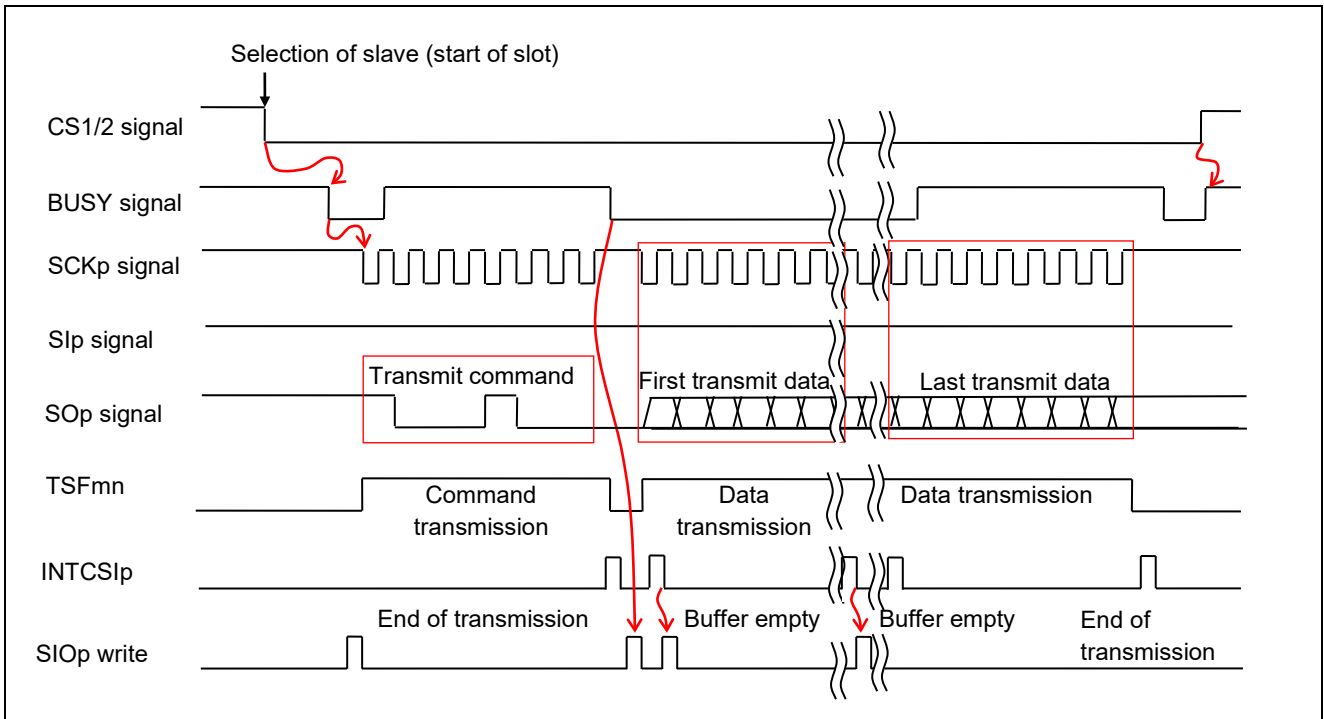 Selection of slave (start of slot)
CS1/2 signal
BUSY signal
SCKp signal
SIp signal
Transmit command
First transmit data
Last transmit data
SOp signal
TSFmn
Command
transmission
Data
transmission
Data transmission
INTCSIp
End of transmission
Buffer empty
Buffer empty
End of
transmission
SIOp write